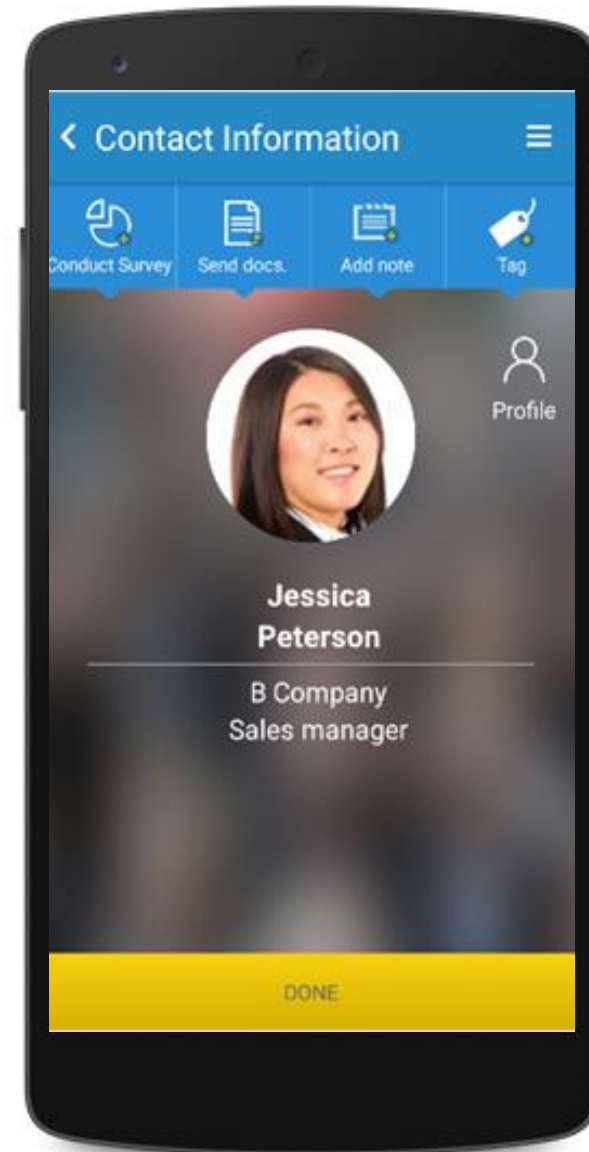 Contact Information
Conduct Survey
Send docs.
Add note
Tag
Profile
Jessica
Peterson
B Company
Sales manager
DONE